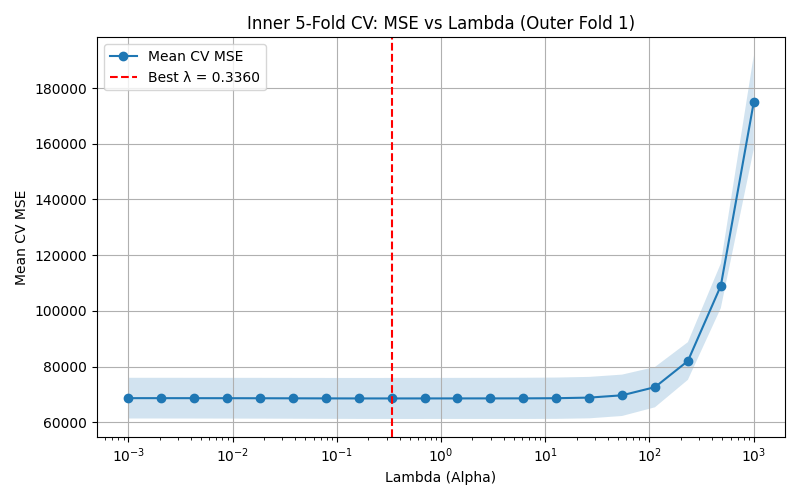 Inner 5-Fold CV: MSE vs Lambda (Outer Fold 1)
Mean CV MSE
Best λ = 0.3360
180000
160000
140000
120000
100000
80000
60000
Mean CV MSE
10⁻³
10⁻²
10⁻¹
10⁰
10¹
10²
10³
Lambda (Alpha)